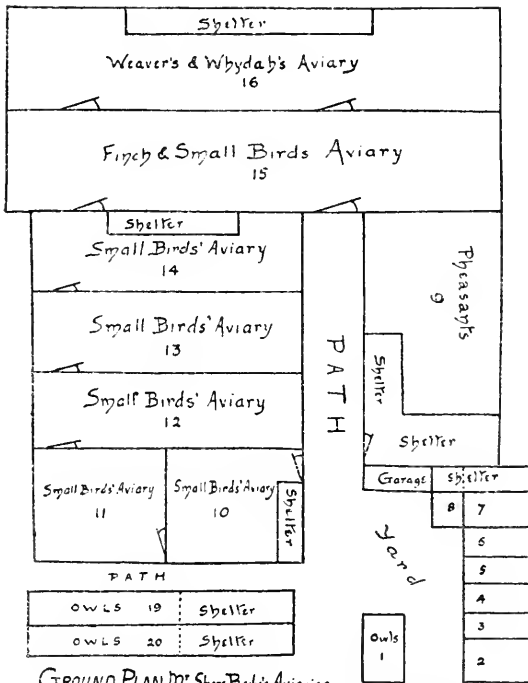 Shelter
Weaver's & Whydah's Aviary
16
Finch & Small Birds Aviary
15
Shelter
Small Birds' Aviary
14
Small Birds' Aviary
13
Small Birds' Aviary
12
Small Birds' Aviary
11
Small Birds' Aviary
10
Shelter
PATH
Pheasants
9
Shelter
Shelter
Garage
Shelter
8
7
6
5
4
3
2
Yard
Owls
1
PATH
OWLS 19 Shelter
OWLS 20 Shelter
GROUND PLAN Mr